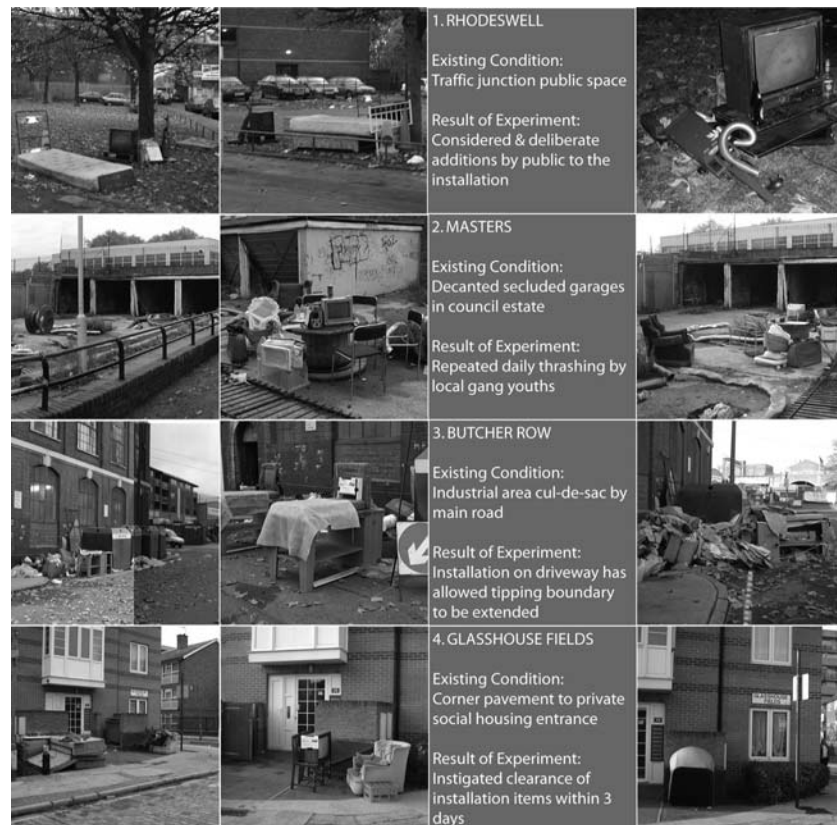 1. RHODESWELL
Existing Condition:
Traffic junction public space
Result of Experiment:
Considered & deliberate
additions by public to the
installation
2. MASTERS
Existing Condition:
Decanted secluded garages
in council estate
Result of Experiment:
Repeated daily thrashing by
local gang youths
3. BUTCHER ROW
Existing Condition:
Industrial area cul-de-sac by
main road
Result of Experiment:
Installation on driveway has
allowed tipping boundary
to be extended
4. GLASSHOUSE FIELDS
Existing Condition:
Corner pavement to private
social housing entrance
Result of Experiment:
Instigated clearance of
installation items within 3
days
GLASSHOUSE
FIELDS